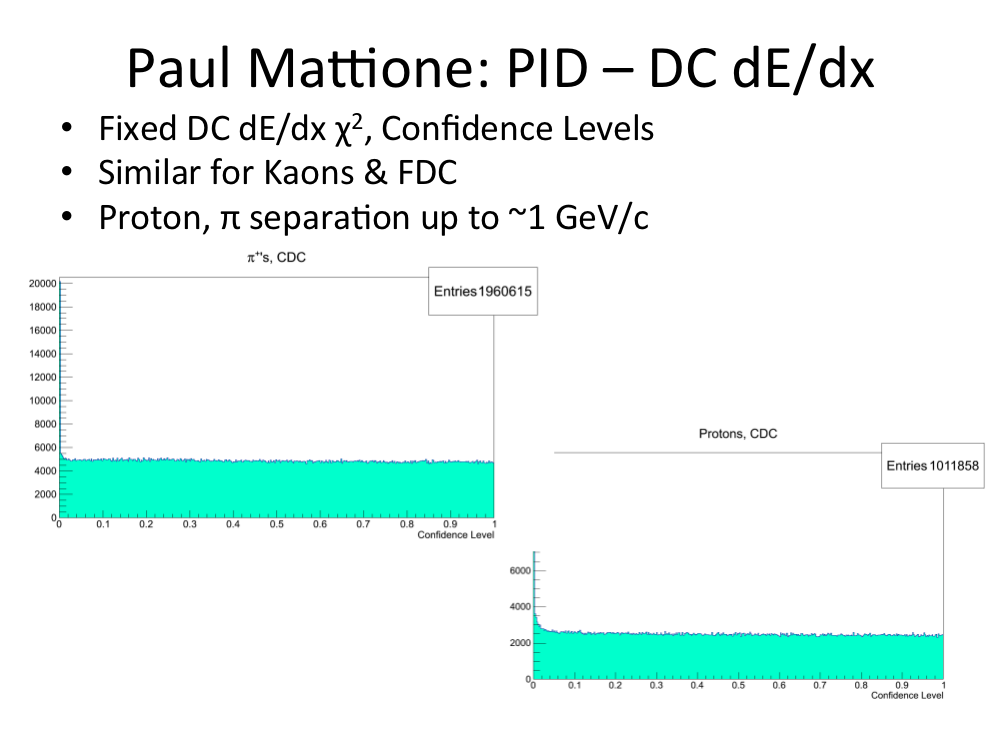 Paul Mattione: PID – DC dE/dx
• Fixed DC dE/dx χ², Confidence Levels
• Similar for Kaons & FDC
• Proton, π separation up to ~1 GeV/c
π⁺'s, CDC
Entries 1960615
20000
18000
16000
14000
12000
10000
8000
6000
4000
2000
0
0 0.1 0.2 0.3 0.4 0.5 0.6 0.7 0.8 0.9 1
Confidence Level
Protons, CDC
Entries 1011858
6000
4000
2000
0
0 0.1 0.2 0.3 0.4 0.5 0.6 0.7 0.8 0.9 1
Confidence Level